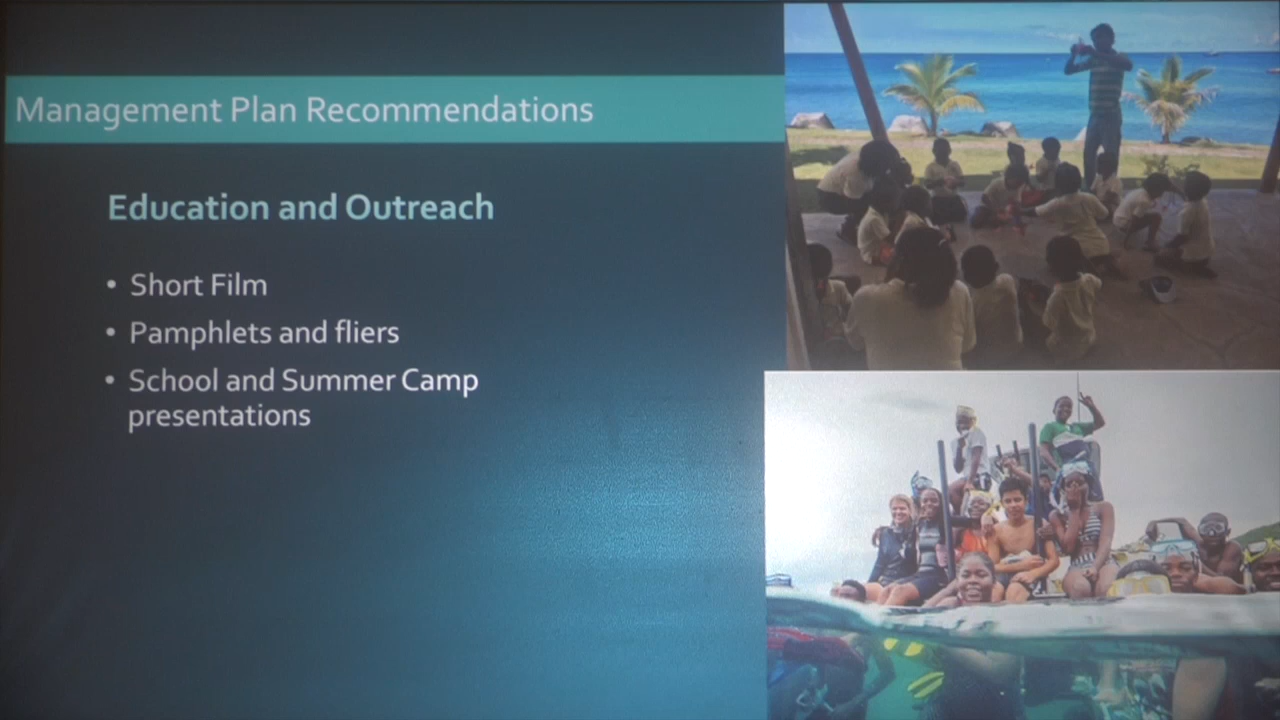 Management Plan Recommendations
Education and Outreach
• Short Film
• Pamphlets and fliers
• School and Summer Camp
presentations